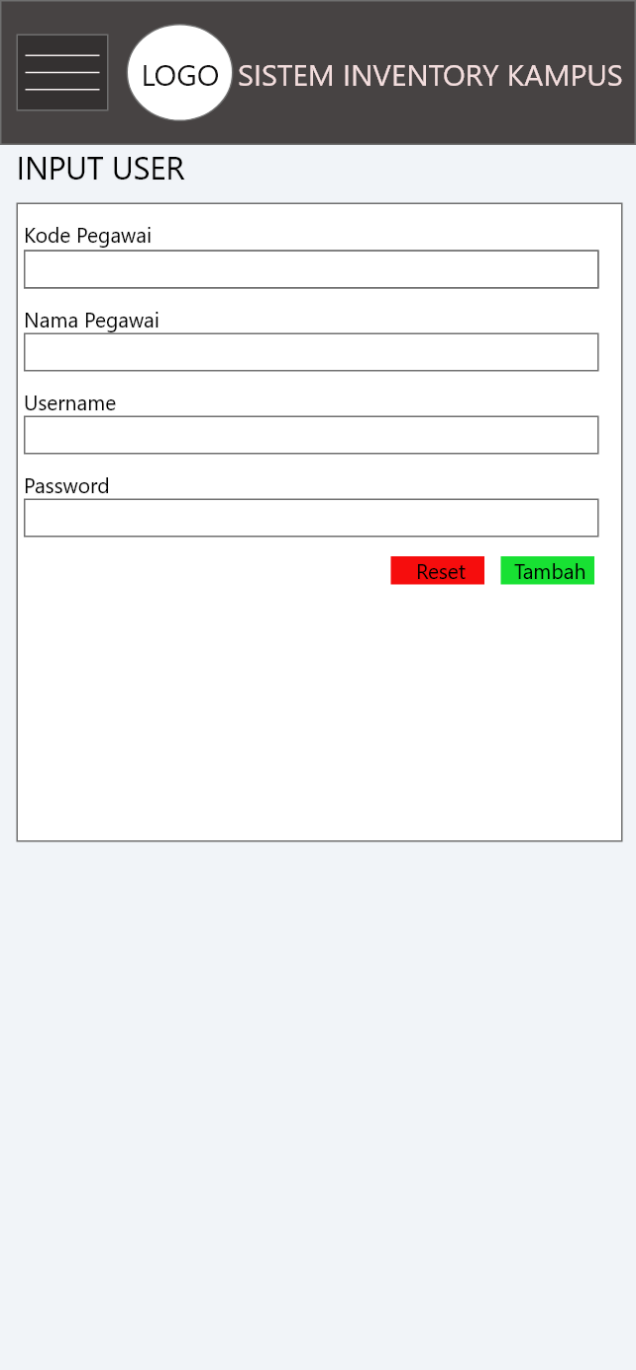 LOGO SISTEM INVENTORY KAMPUS
INPUT USER
Kode Pegawai
Nama Pegawai
Username
Password
Reset Tambah